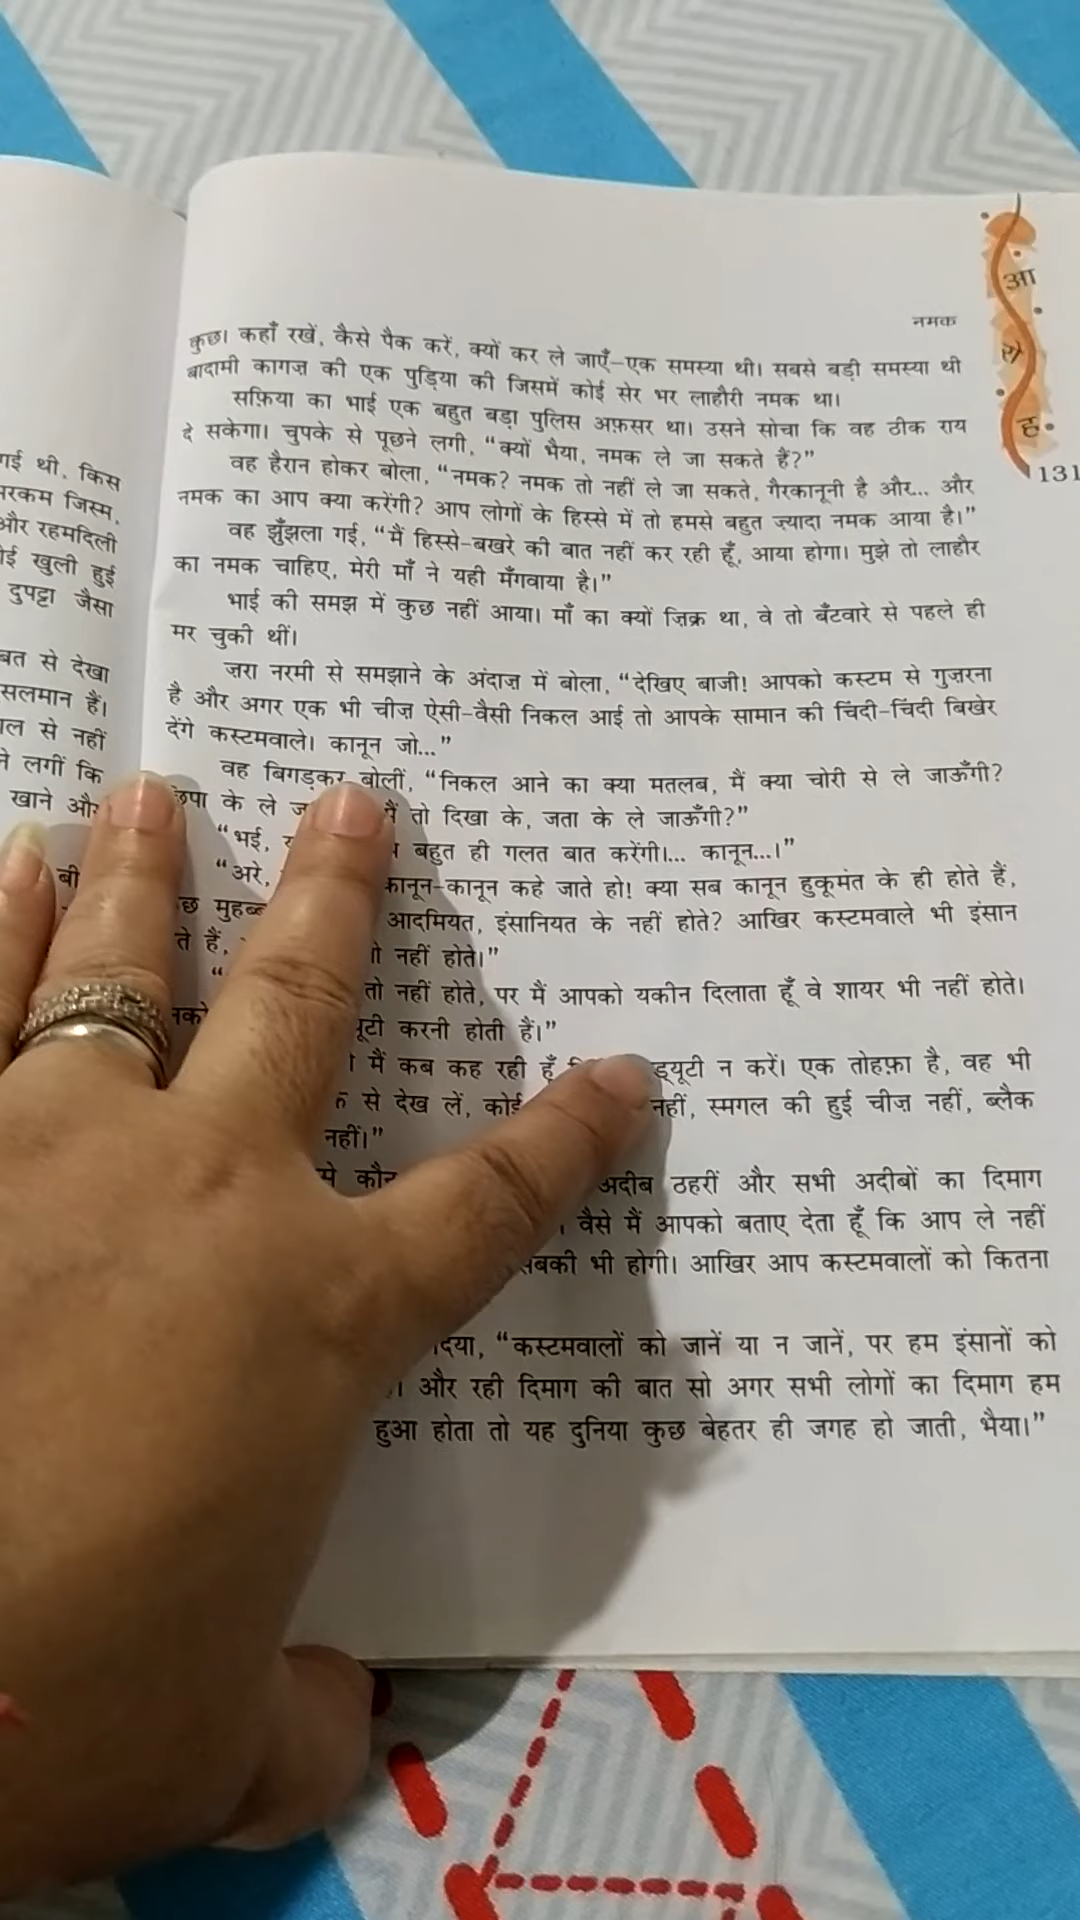 नमक
आ
रो
ह
131
कुछ। कहाँ रखें, कैसे पैक करें, क्यों कर ले जाएँ–एक समस्या थी। सबसे बड़ी समस्या थी
बादामी कागज़ की एक पुड़िया की जिसमें कोई सेर भर लाहौरी नमक था।
सफ़िया का भाई एक बहुत बड़ा पुलिस अफ़सर था। उसने सोचा कि वह ठीक राय
दे सकेगा। चुपके से पूछने लगी, “क्यों भैया, नमक ले जा सकते हैं?”
वह हैरान होकर बोला, “नमक? नमक तो नहीं ले जा सकते, गैरकानूनी है और... और
नमक का आप क्या करेंगी? आप लोगों के हिस्से में तो हमसे बहुत ज्यादा नमक आया है।”
वह झुँझला गई, “मैं हिस्से-बखरे की बात नहीं कर रही हूँ, आया होगा। मुझे तो लाहौर
का नमक चाहिए, मेरी माँ ने यही मँगवाया है।”
भाई की समझ में कुछ नहीं आया। माँ का क्यों ज़िक्र था, वे तो बँटवारे से पहले ही
मर चुकी थीं।
ज़रा नरमी से समझाने के अंदाज़ में बोला, “देखिए बाजी! आपको कस्टम से गुज़रना
है और अगर एक भी चीज़ ऐसी-वैसी निकल आई तो आपके सामान की चिंदी-चिंदी बिखेर
देंगे कस्टमवाले। कानून जो...”
वह बिगड़कर बोलीं, “निकल आने का क्या मतलब, मैं क्या चोरी से ले जाऊँगी?
छिपा के ले तो दिखा के, जता के ले जाऊँगी?”
“भई, बहुत ही गलत बात करेंगी।... कानून...।”
“अरे, कानून-कानून कहे जाते हो! क्या सब कानून हुकूमत के ही होते हैं,
आदमियत, इंसानियत के नहीं होते? आखिर कस्टमवाले भी इंसान
ते हैं, नहीं होते।”
तो नहीं होते, पर मैं आपको यकीन दिलाता हूँ वे शायर भी नहीं होते।
करनी होती हैं।”
मैं कब कह रही हूँ ड्यूटी न करें। एक तोहफ़ा है, वह भी
से देख लें, कोई नहीं, स्मगल की हुई चीज़ नहीं, ब्लैक
नहीं।”
अदीब ठहरीं और सभी अदीबों का दिमाग
वैसे मैं आपको बताए देता हूँ कि आप ले नहीं
भी होगी। आखिर आप कस्टमवालों को कितना
दिया, “कस्टमवालों को जानें या न जानें, पर हम इंसानों को
और रही दिमाग की बात सो अगर सभी लोगों का दिमाग हम
हुआ होता तो यह दुनिया कुछ बेहतर ही जगह हो जाती, भैया।”
गई थी, किस
जिस्म,
और रहमदिली
खुली हुई
दुपट्टा जैसा
से देखा
हैं।
से नहीं
लगीं कि
खाने